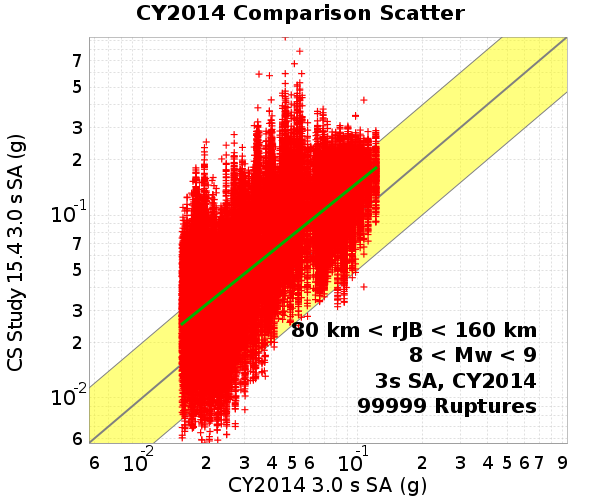 CY2014 Comparison Scatter
CS Study 15.4 3.0 s SA (g)
7
5
3
2
10-1
7
5
3
2
10-2
6
80 km < rJB < 160 km
8 < Mw < 9
3s SA, CY2014
99999 Ruptures
6 10-2 2 3 4 5 6 10-1 2 3 4 5 6 7 9
CY2014 3.0 s SA (g)